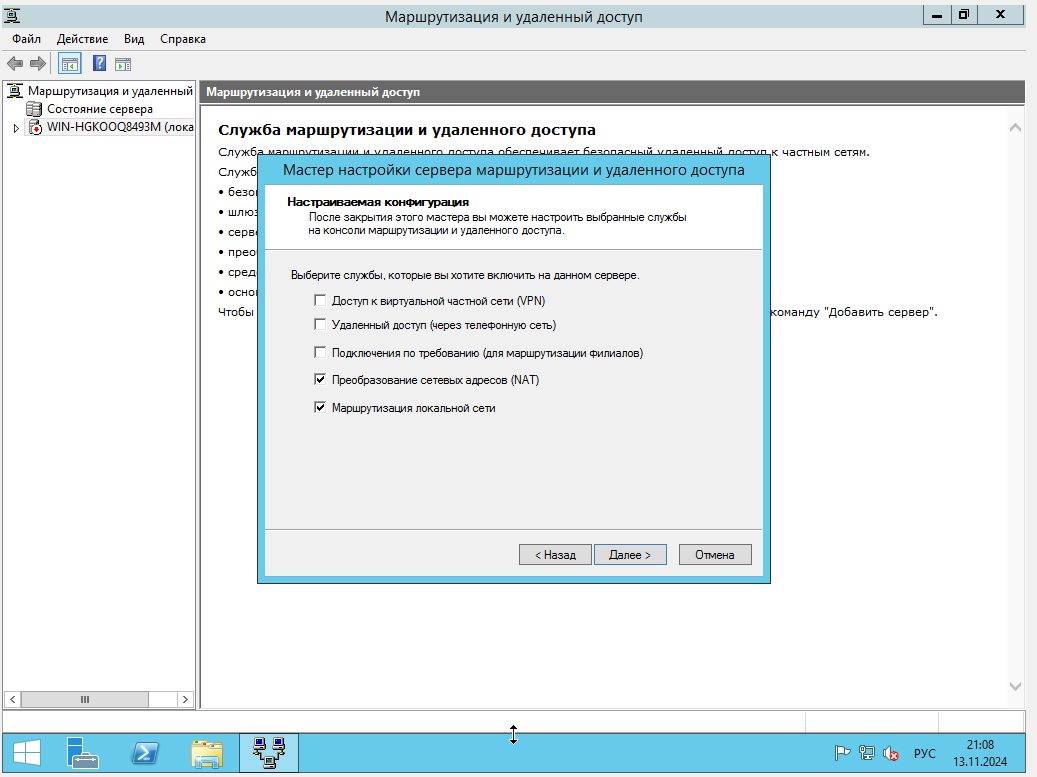 Маршрутизация и удаленный доступ
Файл Действие Вид Справка
Маршрутизация и удаленный
Состояние сервера
WIN-HGKOOQ8493M (лока
Маршрутизация и удаленный доступ
Служба маршрутизации и удаленного доступа
Служба маршрутизации и удаленного доступа обеспечивает безопасный удаленный доступ к частным сетям.
Служб
• безо
• шлюз
• серв
• прео
• сред
• осно
Чтобы
команду "Добавить сервер".
Мастер настройки сервера маршрутизации и удаленного доступа
Настраиваемая конфигурация
После закрытия этого мастера вы можете настроить выбранные службы
на консоли маршрутизации и удаленного доступа.
Выберите службы, которые вы хотите включить на данном сервере.
Доступ к виртуальной частной сети (VPN)
Удаленный доступ (через телефонную сеть)
Подключения по требованию (для маршрутизации филиалов)
Преобразование сетевых адресов (NAT)
Маршрутизация локальной сети
< Назад Далее > Отмена
РУС
21:08
13.11.2024